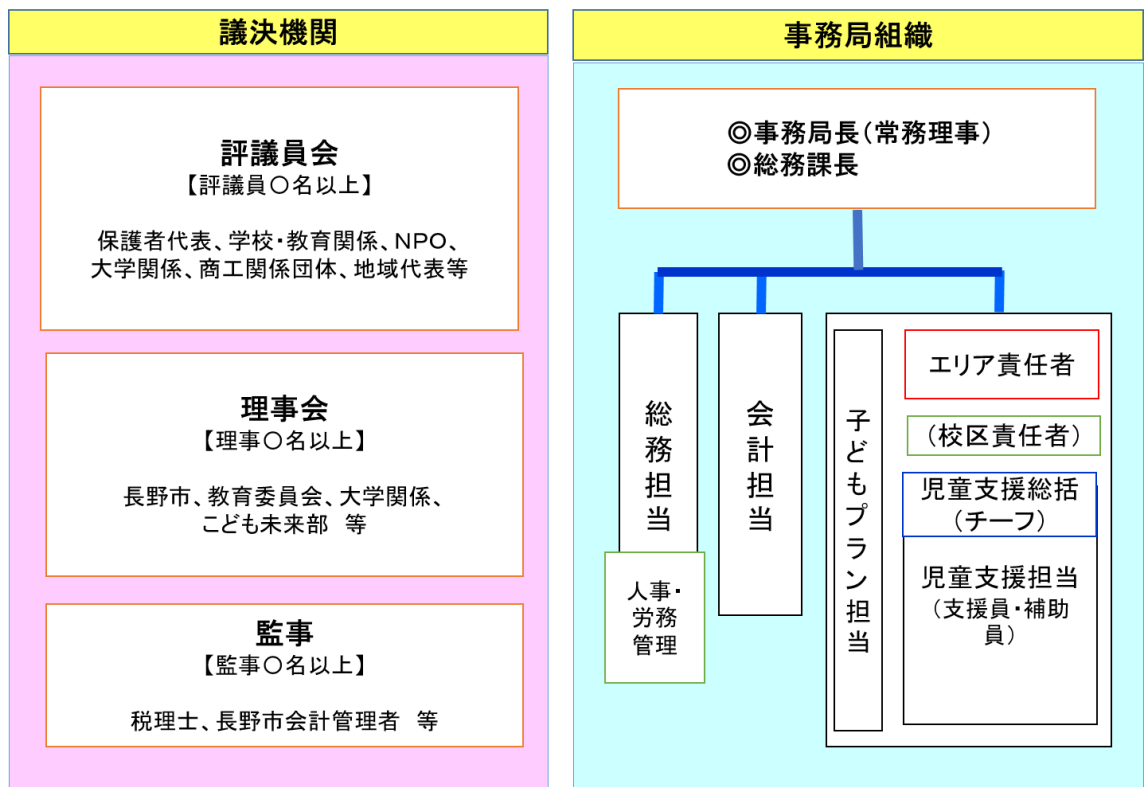 議決機関
評議員会
【評議員〇名以上】
保護者代表、学校・教育関係、NPO、
大学関係、商工関係団体、地域代表等
理事会
【理事〇名以上】
長野市、教育委員会、大学関係、
こども未来部　等
監事
【監事〇名以上】
税理士、長野市会計管理者　等
事務局組織
◎事務局長（常務理事）
◎総務課長
総務担当
人事・
労務
管理
会計担当
子どもプラン担当
エリア責任者
（校区責任者）
児童支援総括
（チーフ）
児童支援担当
（支援員・補助
員）